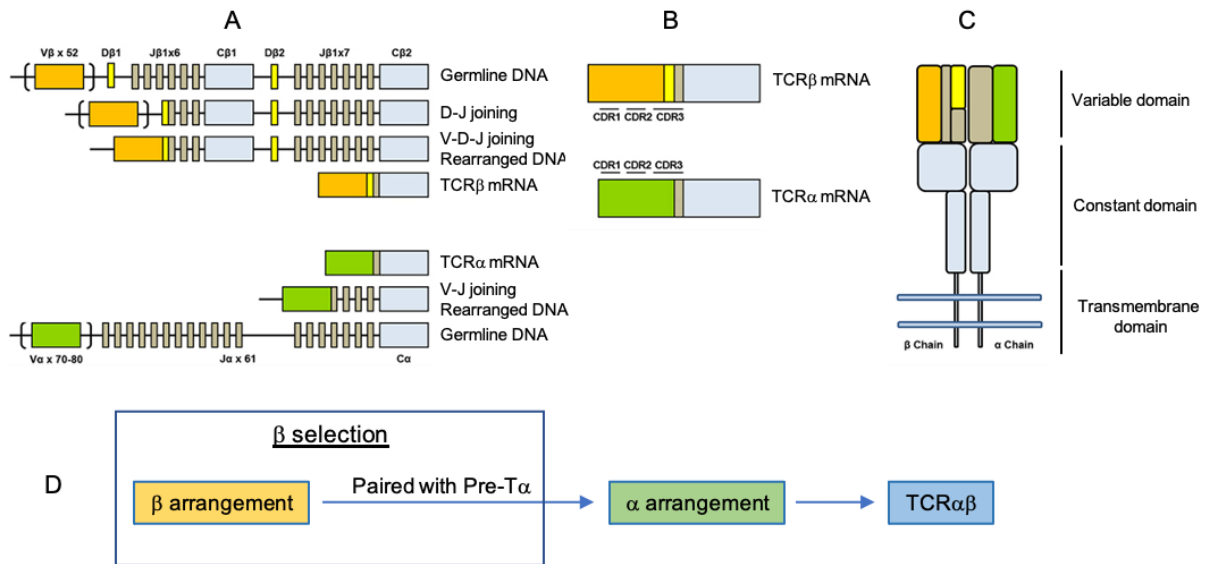 A
Vβ x 52 Dβ1 Jβ1x6 Cβ1 Dβ2 Jβ1x7 Cβ2
Germline DNA
D-J joining
V-D-J joining
Rearranged DNA
TCRβ mRNA
TCRα mRNA
V-J joining
Rearranged DNA
Germline DNA
Vα x 70-80 Jα x 61 Cα
B
TCRβ mRNA
CDR1 CDR2 CDR3
CDR1 CDR2 CDR3
TCRα mRNA
C
Variable domain
Constant domain
Transmembrane
domain
β Chain α Chain
D
β selection
β arrangement
Paired with Pre-Tα
α arrangement
TCRαβ